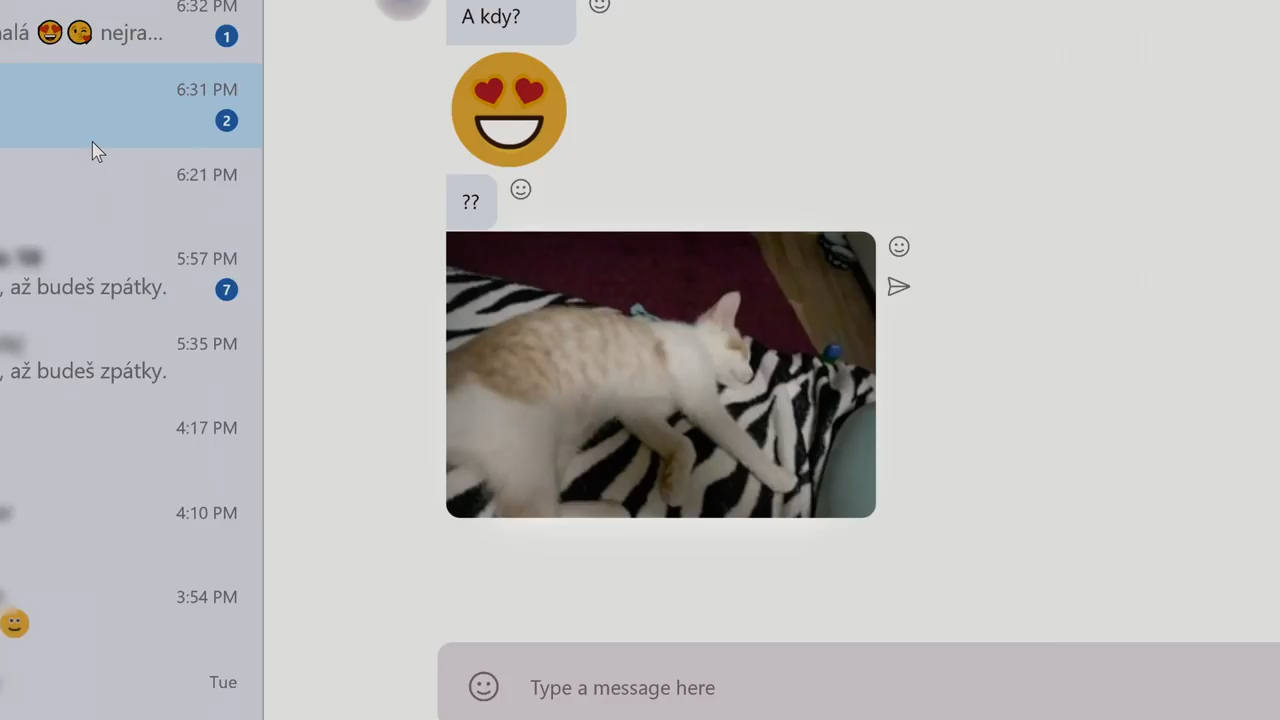 6:32 PM
alá 😍😘 nejra...
1
6:31 PM
2
6:21 PM
5:57 PM
, až budeš zpátky.
7
5:35 PM
, až budeš zpátky.
4:17 PM
4:10 PM
3:54 PM
Tue
A kdy?
??
Type a message here